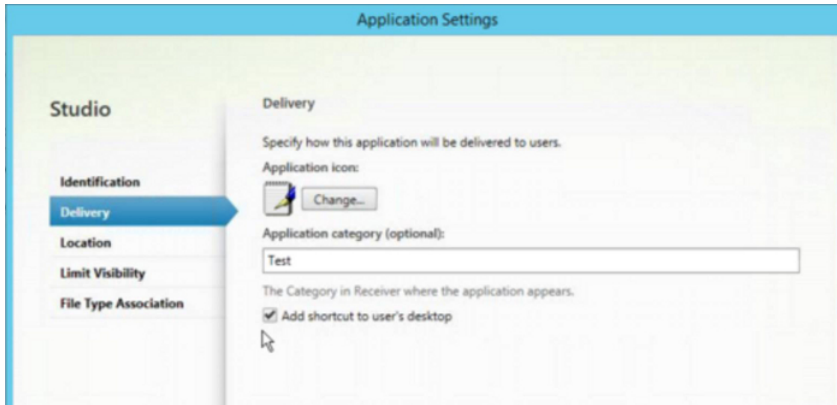 Application Settings
Studio
Identification
Delivery
Location
Limit Visibility
File Type Association
Delivery
Specify how this application will be delivered to users.
Application icon:
Change...
Application category (optional):
Test
The Category in Receiver where the application appears.
Add shortcut to user's desktop